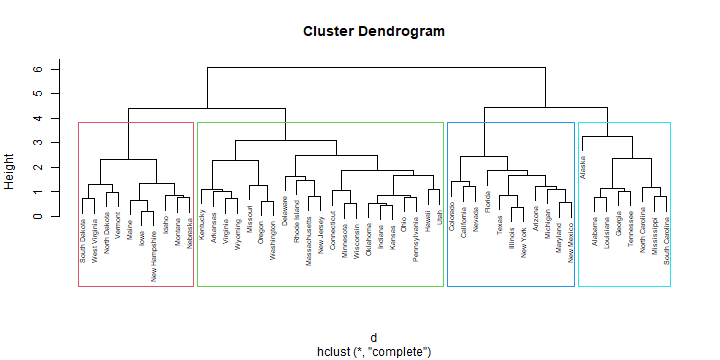 Cluster Dendrogram
Height
6
5
4
3
2
1
0
South Dakota
West Virginia
North Dakota
Vermont
Maine
Iowa
New Hampshire
Idaho
Montana
Nebraska
Kentucky
Arkansas
Virginia
Wyoming
Missouri
Oregon
Washington
Delaware
Rhode Island
Massachusetts
New Jersey
Connecticut
Minnesota
Wisconsin
Oklahoma
Indiana
Kansas
Ohio
Pennsylvania
Hawaii
Utah
Colorado
California
Nevada
Florida
Texas
Illinois
New York
Arizona
Michigan
Maryland
New Mexico
Alaska
Alabama
Louisiana
Georgia
Tennessee
North Carolina
Mississippi
South Carolina
d
hclust (*, "complete")